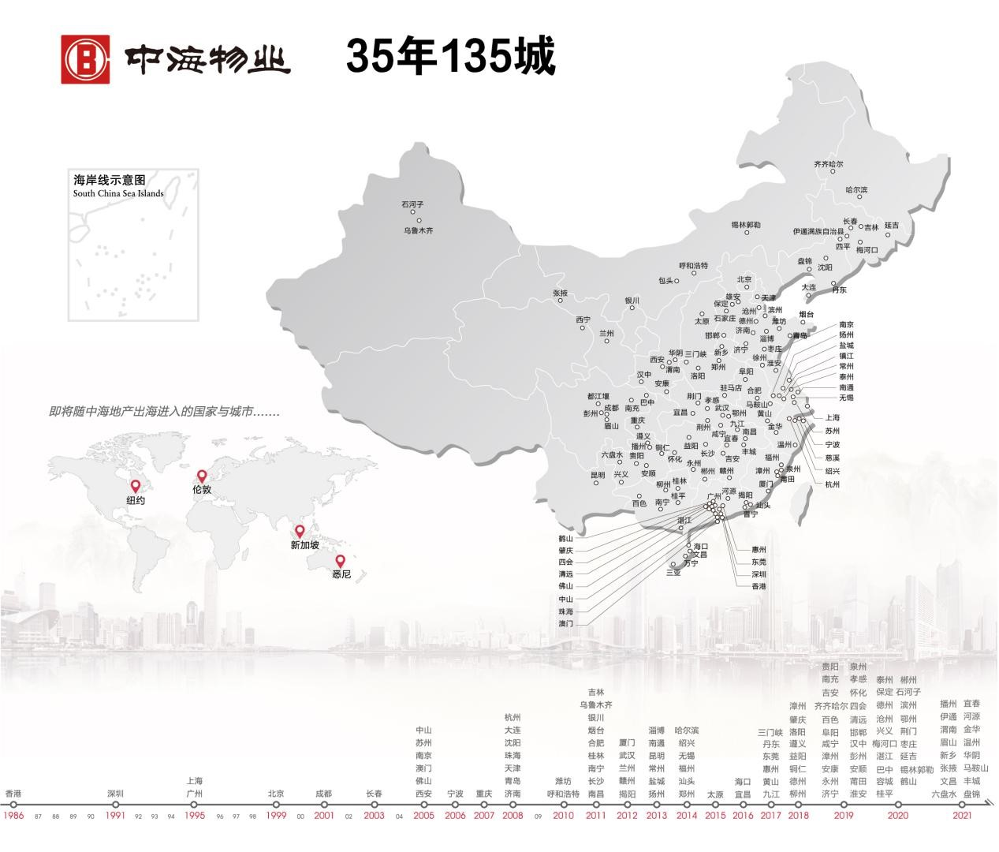 中海物业
35年135城
海岸线示意图
South China Sea Islands
齐齐哈尔
哈尔滨
石河子
乌鲁木齐
锡林郭勒
长春
吉林
延吉
伊通满族自治县
四平
梅河口
盘锦
沈阳
呼和浩特
包头
北京
大连
丹东
张掖
银川
雄安
天津
保定
沧州
滨州
烟台
西宁
太原
石家庄
德州
潍坊
兰州
邯郸
济南
淄博
青岛
南京
扬州
盐城
镇江
常州
泰州
南通
无锡
上海
苏州
宁波
慈溪
绍兴
杭州
济宁
枣庄
华阴
三门峡
新乡
西安
渭南
洛阳
郑州
徐州
淮安
汉中
安康
阜阳
驻马店
合肥
都江堰
成都
彭州
眉山
南充
巴中
荆门
孝感
马鞍山
宜昌
武汉
鄂州
黄山
重庆
荆州
九江
金华
咸宁
南昌
遵义
播州
铜仁
益阳
宜春
温州
六盘水
贵阳
怀化
长沙
吉安
丰城
福州
昆明
兴义
安顺
永州
郴州
赣州
漳州
泉州
莆田
柳州
桂林
厦门
百色
南宁
桂平
广州
河源
揭阳
汕头
普宁
湛江
鹤山
肇庆
四会
清远
佛山
中山
珠海
澳门
惠州
东莞
深圳
香港
海口
文昌
万宁
三亚
即将随中海地产出海进入的国家与城市.......
纽约
伦敦
新加坡
悉尼
香港
1986
87
88
89
90
深圳
1991
92
93
94
上海
广州
1995
96
97
98
北京
1999
00
成都
2001
02
长春
2003
04
中山
苏州
南京
澳门
佛山
西安
2005
宁波
2006
重庆
2007
杭州
大连
沈阳
珠海
天津
青岛
济南
2008
09
潍坊
呼和浩特
2010
吉林
乌鲁木齐
银川
烟台
合肥
桂林
南宁
长沙
南昌
2011
厦门
武汉
兰州
赣州
揭阳
2012
淄博
南通
昆明
常州
盐城
扬州
2013
哈尔滨
绍兴
无锡
福州
汕头
郑州
2014
太原
2015
海口
宜昌
2016
三门峡
丹东
东莞
惠州
黄山
九江
2017
漳州
肇庆
洛阳
遵义
益阳
铜仁
德州
柳州
2018
贵阳
南充
吉安
齐齐哈尔
百色
阜阳
咸宁
漳州
安康
永州
济宁
泉州
孝感
怀化
四会
清远
邯郸
汉中
彭州
安顺
莆田
淮安
2019
泰州
保定
德州
沧州
兴义
梅河口
湛江
巴中
容城
桂平
郴州
石河子
滨州
鄂州
荆门
枣庄
延吉
锡林郭勒
鹤山
2020
播州
伊通
渭南
眉山
新乡
张掖
文昌
六盘水
宜春
河源
金华
温州
华阴
马鞍山
丰城
盘锦
2021